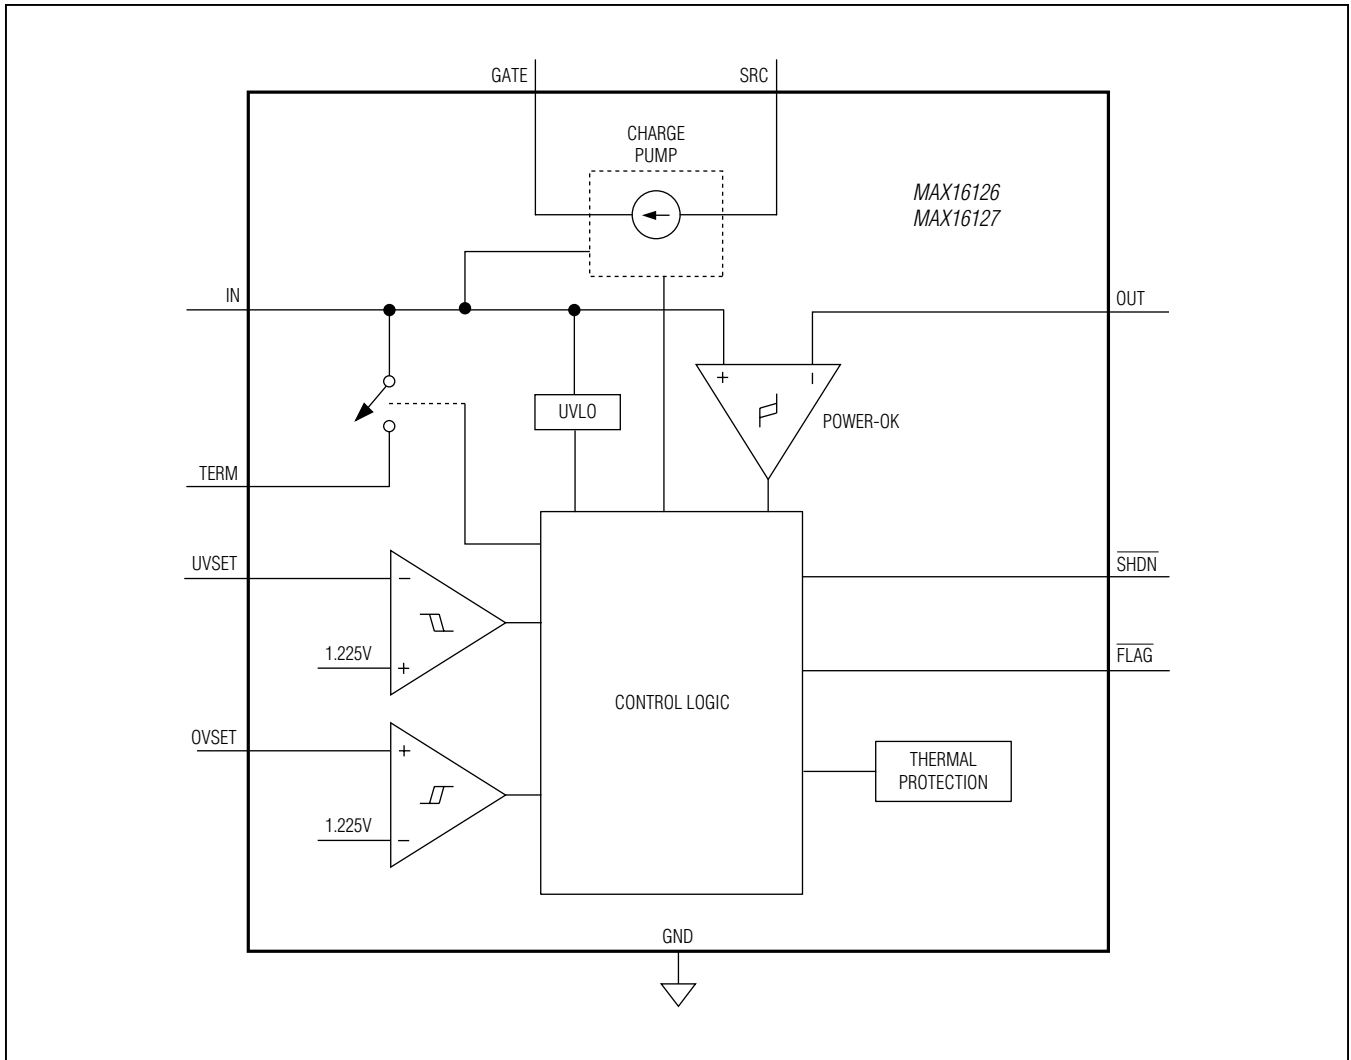 GATE
SRC
CHARGE
PUMP
MAX16126
MAX16127
IN
OUT
+
−
UVLO
POWER-OK
TERM
UVSET
−
SHDN
1.225V
+
FLAG
CONTROL LOGIC
OVSET
+
THERMAL
PROTECTION
1.225V
−
GND